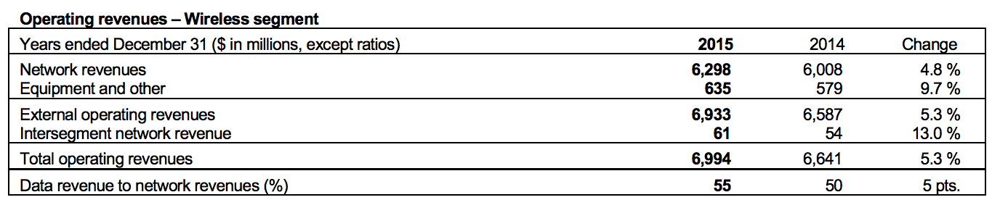 Operating revenues – Wireless segment
Years ended December 31 ($ in millions, except ratios) 2015 2014 Change
Network revenues 6,298 6,008 4.8 %
Equipment and other 635 579 9.7 %
External operating revenues 6,933 6,587 5.3 %
Intersegment network revenue 61 54 13.0 %
Total operating revenues 6,994 6,641 5.3 %
Data revenue to network revenues (%) 55 50 5 pts.